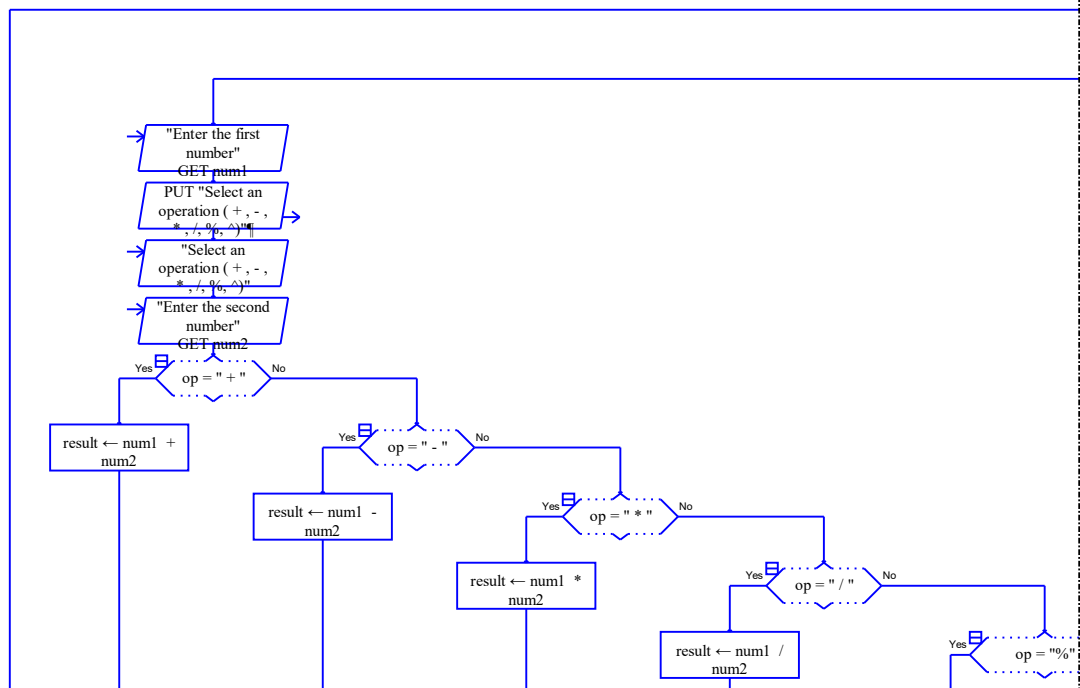 "Enter the first
number"
GET num1
PUT "Select an
operation ( + , - ,
* , /, %, ^)"¶
"Select an
operation ( + , - ,
* , /, %, ^)"
"Enter the second
number"
GET num2
Yes
op = " + "
No
result ← num1 +
num2
Yes
op = " - "
No
result ← num1 -
num2
Yes
op = " * "
No
result ← num1 *
num2
Yes
op = " / "
No
result ← num1 /
num2
Yes
op = "%"